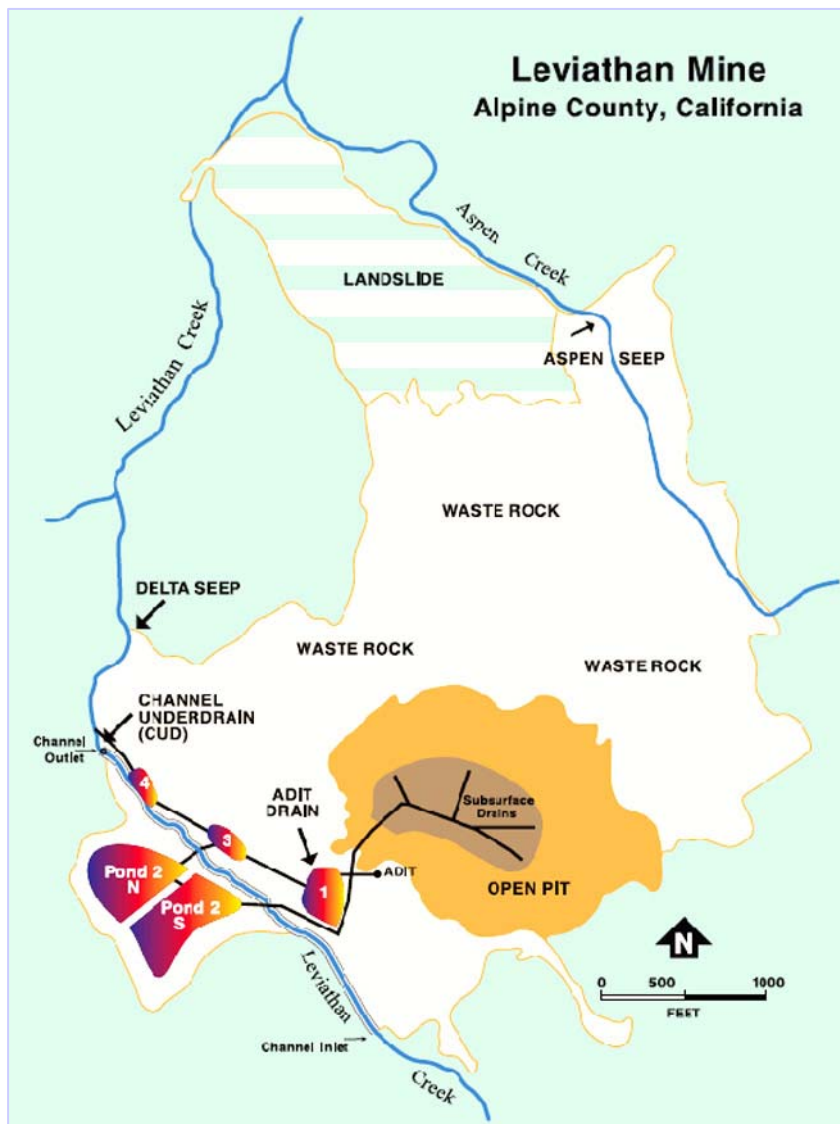 Leviathan Mine
Alpine County, California
Aspen
Creek
LANDSLIDE
ASPEN SEEP
Leviathan Creek
WASTE ROCK
DELTA SEEP
WASTE ROCK
WASTE ROCK
CHANNEL
UNDERDRAIN
(CUD)
Channel
Outlet
4
ADIT
DRAIN
Subsurface
Drains
3
Pond 2
N
Pond 2
S
1
ADIT
OPEN PIT
N
0 500 1000
FEET
Leviathan
Channel Inlet
Creek